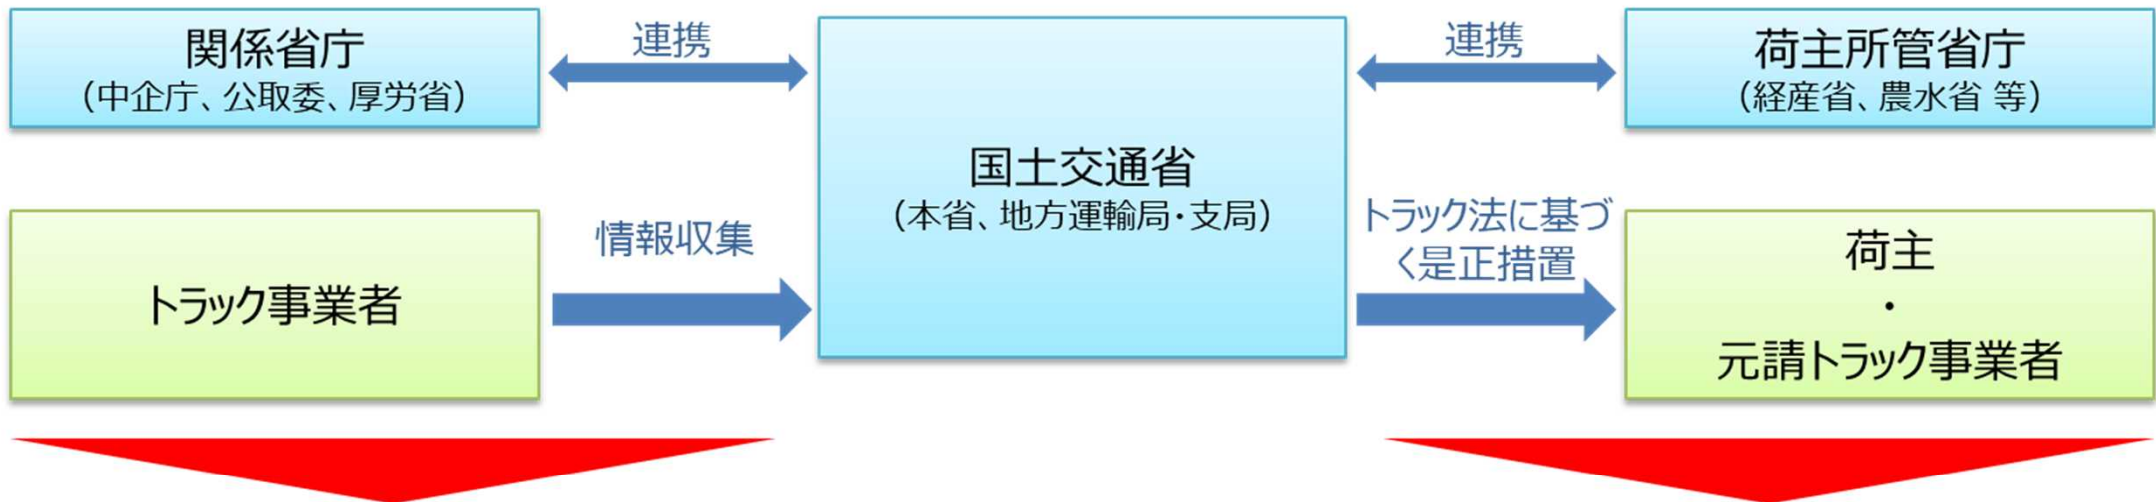 関係省庁
（中企庁、公取委、厚労省）
連携
国土交通省
（本省、地方運輸局・支局）
連携
荷主所管省庁
（経産省、農水省 等）
トラック事業者
情報収集
トラック法に基づ
く是正措置
荷主
・
元請トラック事業者